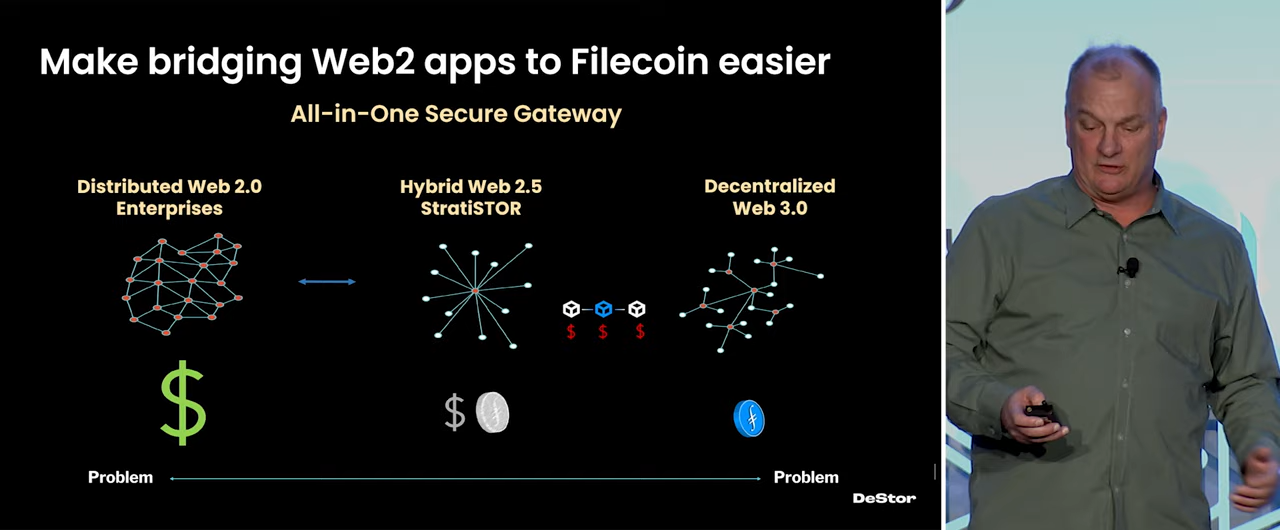 Make bridging Web2 apps to Filecoin easier
All-in-One Secure Gateway
Distributed Web 2.0
Enterprises
Hybrid Web 2.5
StratiSTOR
Decentralized
Web 3.0
$ $ $
$
$
Problem
Problem
DeStor